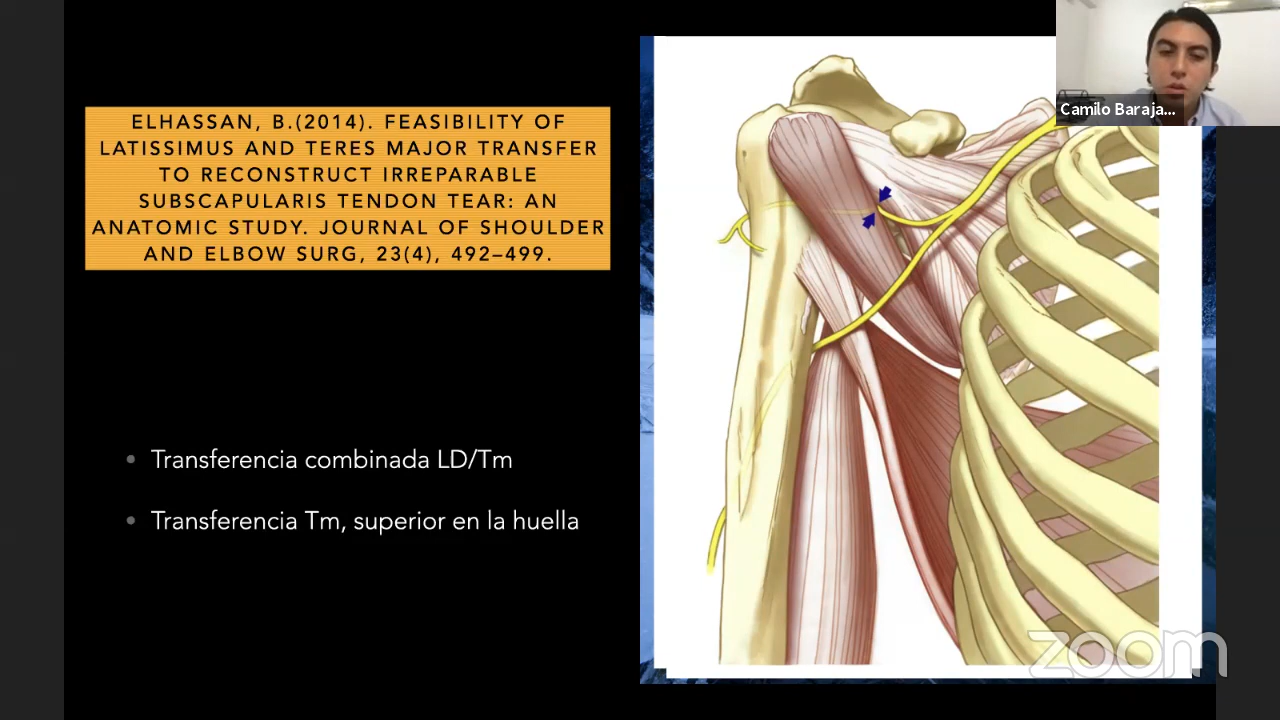 ELHASSAN, B.(2014). FEASIBILITY OF
LATISSIMUS AND TERES MAJOR TRANSFER
TO RECONSTRUCT IRREPARABLE
SUBSCAPULARIS TENDON TEAR: AN
ANATOMIC STUDY. JOURNAL OF SHOULDER
AND ELBOW SURG, 23(4), 492–499.
Transferencia combinada LD/Tm
Transferencia Tm, superior en la huella
Camilo Baraja...
zoom